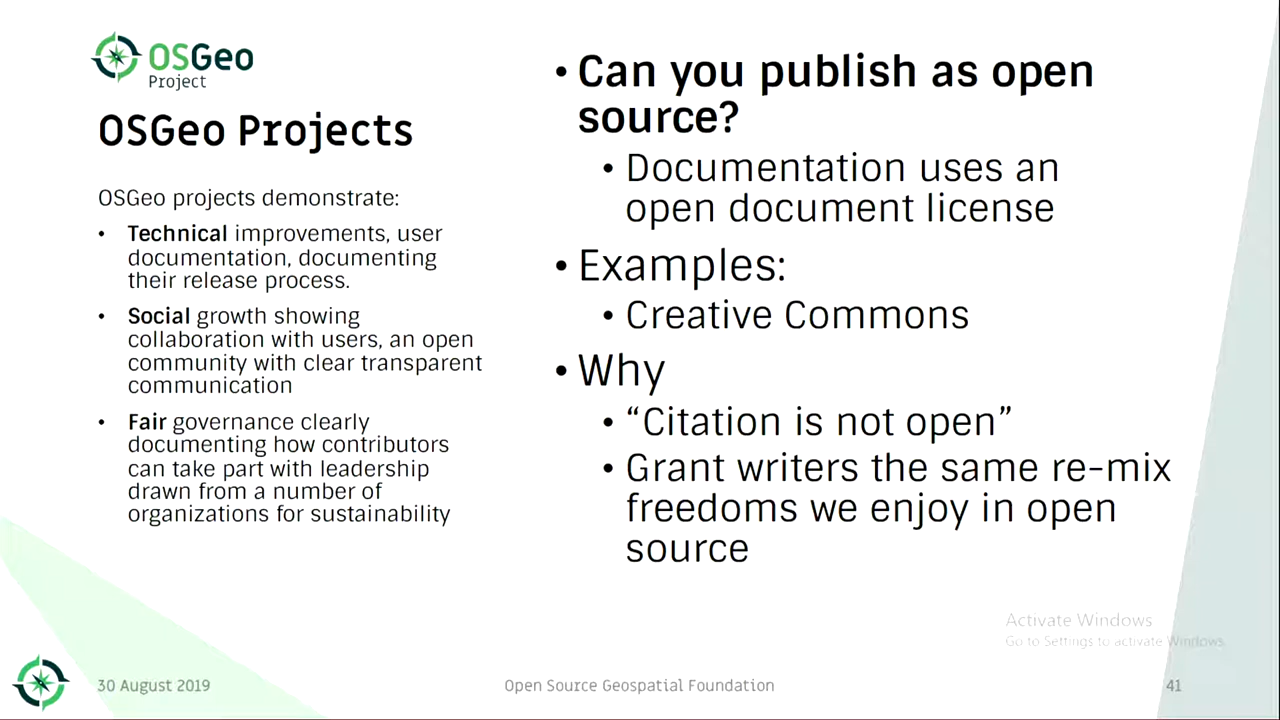 OSGeo
Project
OSGeo Projects
OSGeo projects demonstrate:
• Technical improvements, user
documentation, documenting
their release process.
• Social growth showing
collaboration with users, an open
community with clear transparent
communication
• Fair governance clearly
documenting how contributors
can take part with leadership
drawn from a number of
organizations for sustainability
• Can you publish as open
source?
• Documentation uses an
open document license
• Examples:
• Creative Commons
• Why
• “Citation is not open”
• Grant writers the same re-mix
freedoms we enjoy in open
source
Activate Windows
Go to Settings to activate Windows.
30 August 2019
Open Source Geospatial Foundation
41